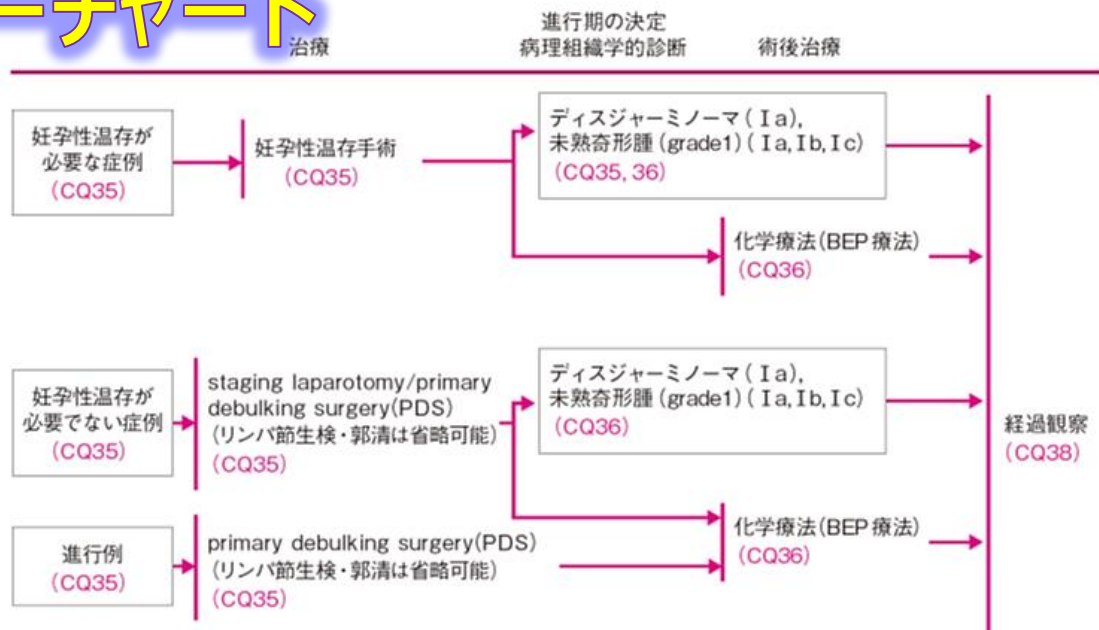 ーチャート
治療
進行期の決定
病理組織学的診断
術後治療
妊孕性温存が
必要な症例
(CQ35)
妊孕性温存手術
(CQ35)
ディスジャーミノーマ(Ⅰa),
未熟奇形腫(grade1)(Ⅰa,Ⅰb,Ⅰc)
(CQ35, 36)
化学療法(BEP療法)
(CQ36)
妊孕性温存が
必要でない症例
(CQ35)
staging laparotomy/primary
debulking surgery(PDS)
(リンパ節生検・郭清は省略可能)
(CQ35)
ディスジャーミノーマ(Ⅰa),
未熟奇形腫(grade1)(Ⅰa,Ⅰb,Ⅰc)
(CQ36)
進行例
(CQ35)
primary debulking surgery(PDS)
(リンパ節生検・郭清は省略可能)
(CQ35)
化学療法(BEP療法)
(CQ36)
経過観察
(CQ38)